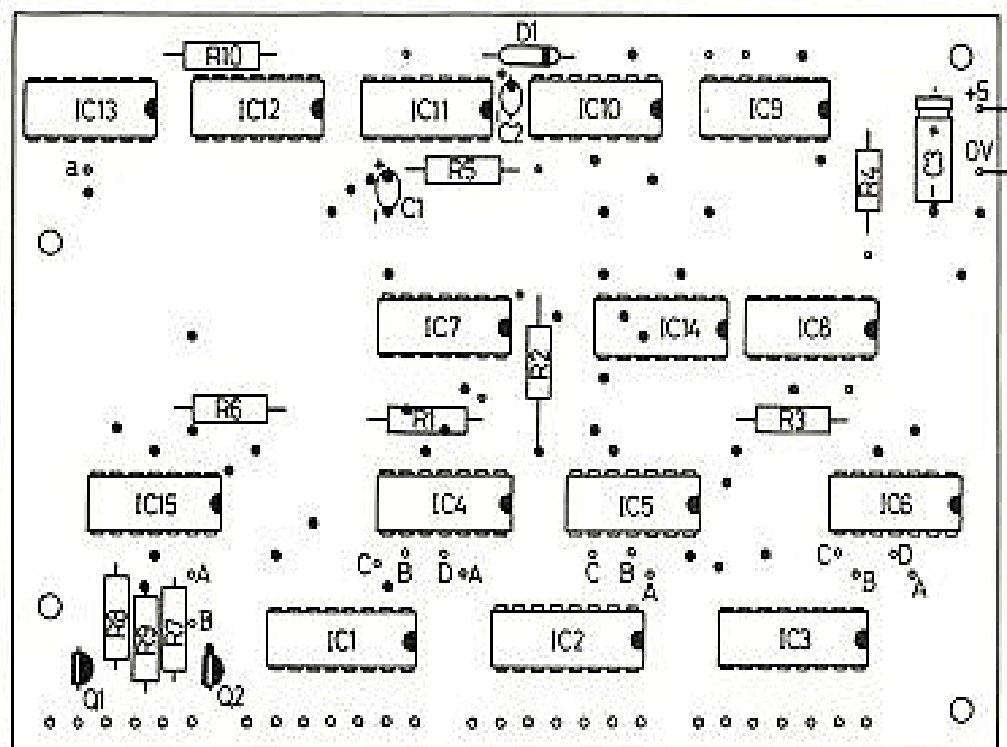 D1
R10
IC13 IC12 IC11 C2 IC10 IC9
+5
a R5 R4 C3 0V
+ C1
IC7 R2 IC14 IC8
R6 R1 R3
IC15 IC4 IC5 IC6
C B D A C B A C D B A
R8 R9 R7 A B
IC1 IC2 IC3
Q1 Q2